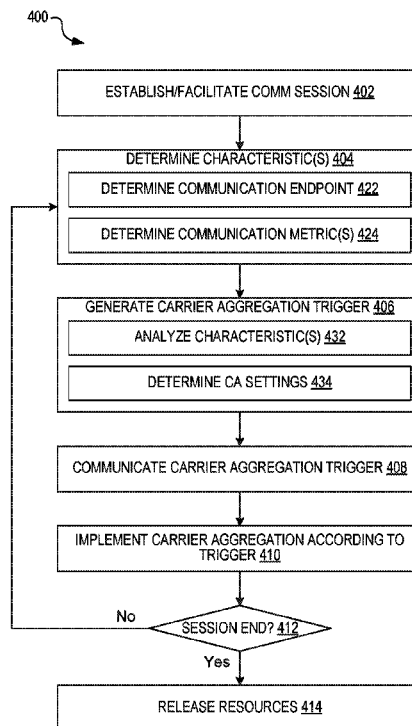 400
ESTABLISH/FACILITATE COMM SESSION 402
DETERMINE CHARACTERISTIC(S) 404
DETERMINE COMMUNICATION ENDPOINT 422
DETERMINE COMMUNICATION METRIC(S) 424
GENERATE CARRIER AGGREGATION TRIGGER 406
ANALYZE CHARACTERISTIC(S) 432
DETERMINE CA SETTINGS 434
COMMUNICATE CARRIER AGGREGATION TRIGGER 408
IMPLEMENT CARRIER AGGREGATION ACCORDING TO
TRIGGER 410
No
SESSION END? 412
Yes
RELEASE RESOURCES 414